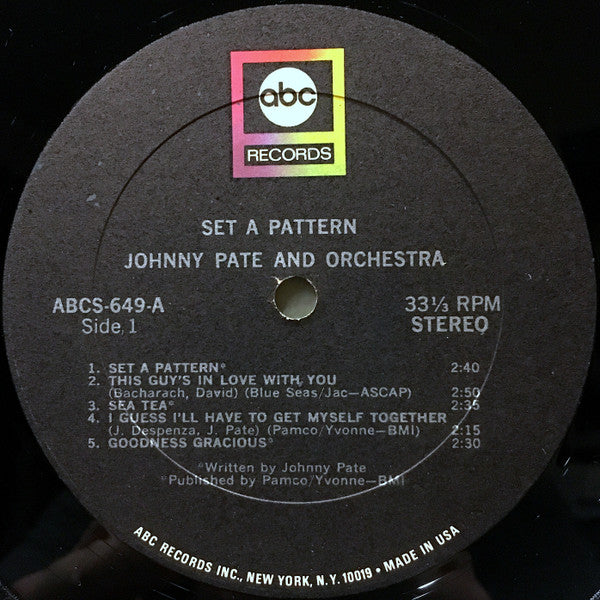 abc
RECORDS
SET A PATTERN
JOHNNY PATE AND ORCHESTRA
ABCS-649-A
Side 1
33⅓ RPM
STEREO
1. SET A PATTERN* 2:40
2. THIS GUY'S IN LOVE WITH YOU
(Bacharach, David) (Blue Seas/Jac—ASCAP) 2:50
3. SEA TEA* 2:35
4. I GUESS I'LL HAVE TO GET MYSELF TOGETHER
(J. Despenza, J. Pate) (Pamco/Yvonne—BMI) 2:15
5. GOODNESS GRACIOUS* 2:30
*Written by Johnny Pate
*Published by Pamco/Yvonne—BMI
ABC RECORDS INC., NEW YORK, N.Y. 10019 • MADE IN USA